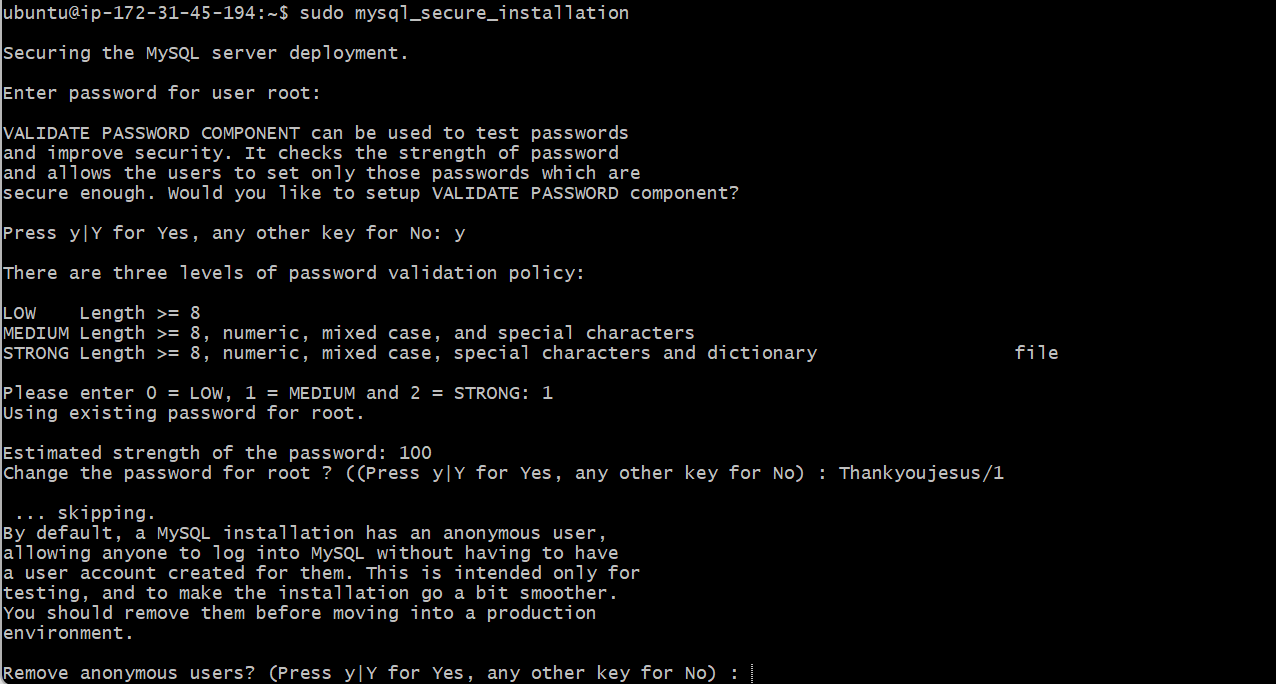 ubuntu@ip-172-31-45-194:~$ sudo mysql_secure_installation
Securing the MySQL server deployment.
Enter password for user root:
VALIDATE PASSWORD COMPONENT can be used to test passwords
and improve security. It checks the strength of password
and allows the users to set only those passwords which are
secure enough. Would you like to setup VALIDATE PASSWORD component?
Press y|Y for Yes, any other key for No: y
There are three levels of password validation policy:
LOW    Length >= 8
MEDIUM Length >= 8, numeric, mixed case, and special characters
STRONG Length >= 8, numeric, mixed case, special characters and dictionary                  file
Please enter 0 = LOW, 1 = MEDIUM and 2 = STRONG: 1
Using existing password for root.
Estimated strength of the password: 100
Change the password for root ? ((Press y|Y for Yes, any other key for No) : Thankyoujesus/1
 ... skipping.
By default, a MySQL installation has an anonymous user,
allowing anyone to log into MySQL without having to have
a user account created for them. This is intended only for
testing, and to make the installation go a bit smoother.
You should remove them before moving into a production
environment.
Remove anonymous users? (Press y|Y for Yes, any other key for No) :